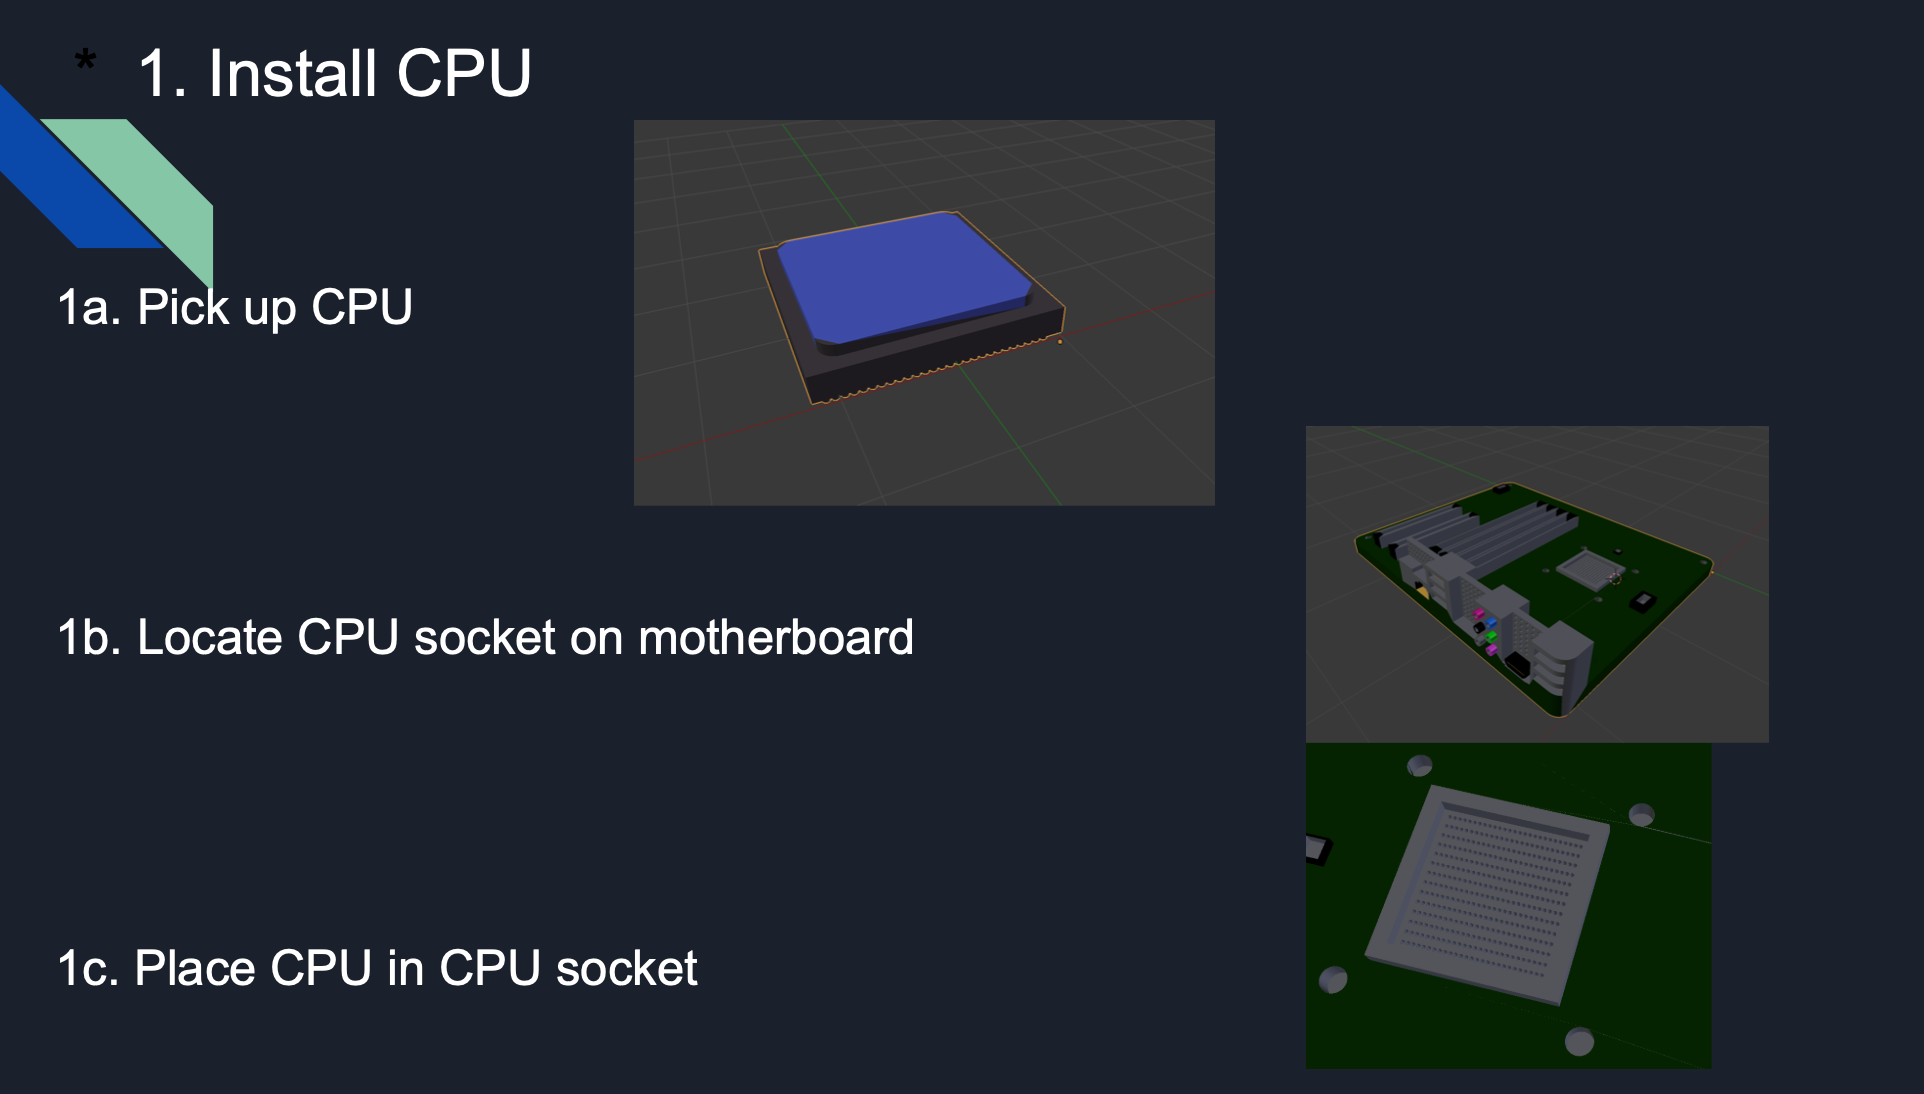 * 1. Install CPU
1a. Pick up CPU
1b. Locate CPU socket on motherboard
1c. Place CPU in CPU socket